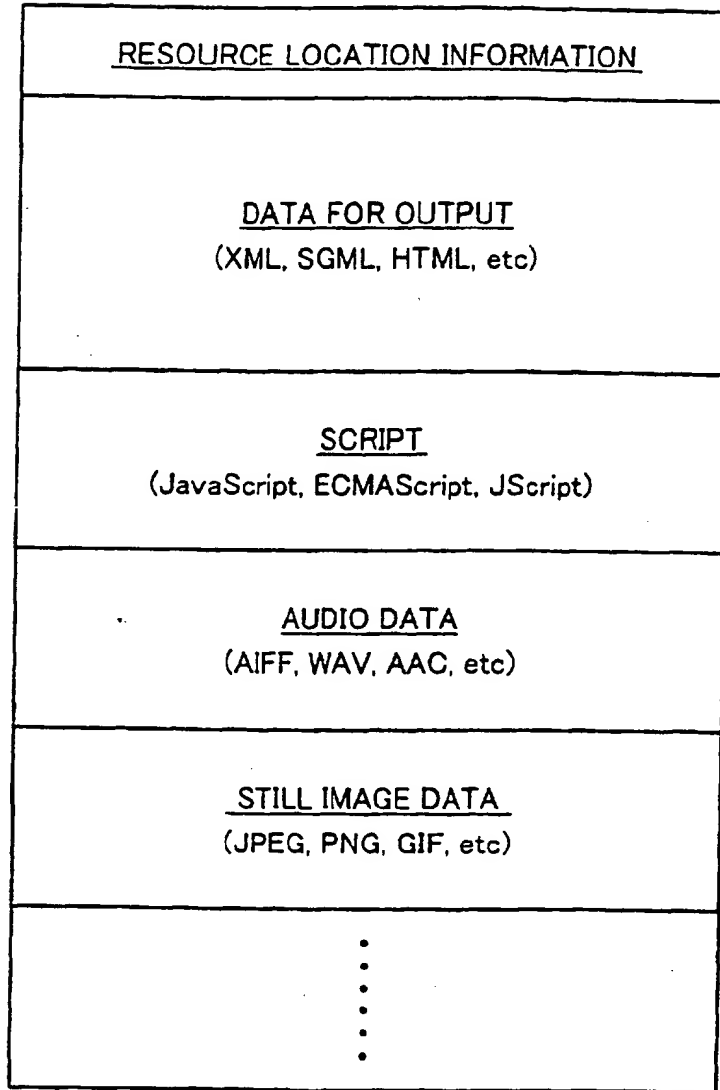 RESOURCE LOCATION INFORMATION
DATA FOR OUTPUT
(XML, SGML, HTML, etc)
SCRIPT
(JavaScript, ECMAScript, JScript)
AUDIO DATA
(AIFF, WAV, AAC, etc)
STILL IMAGE DATA
(JPEG, PNG, GIF, etc)